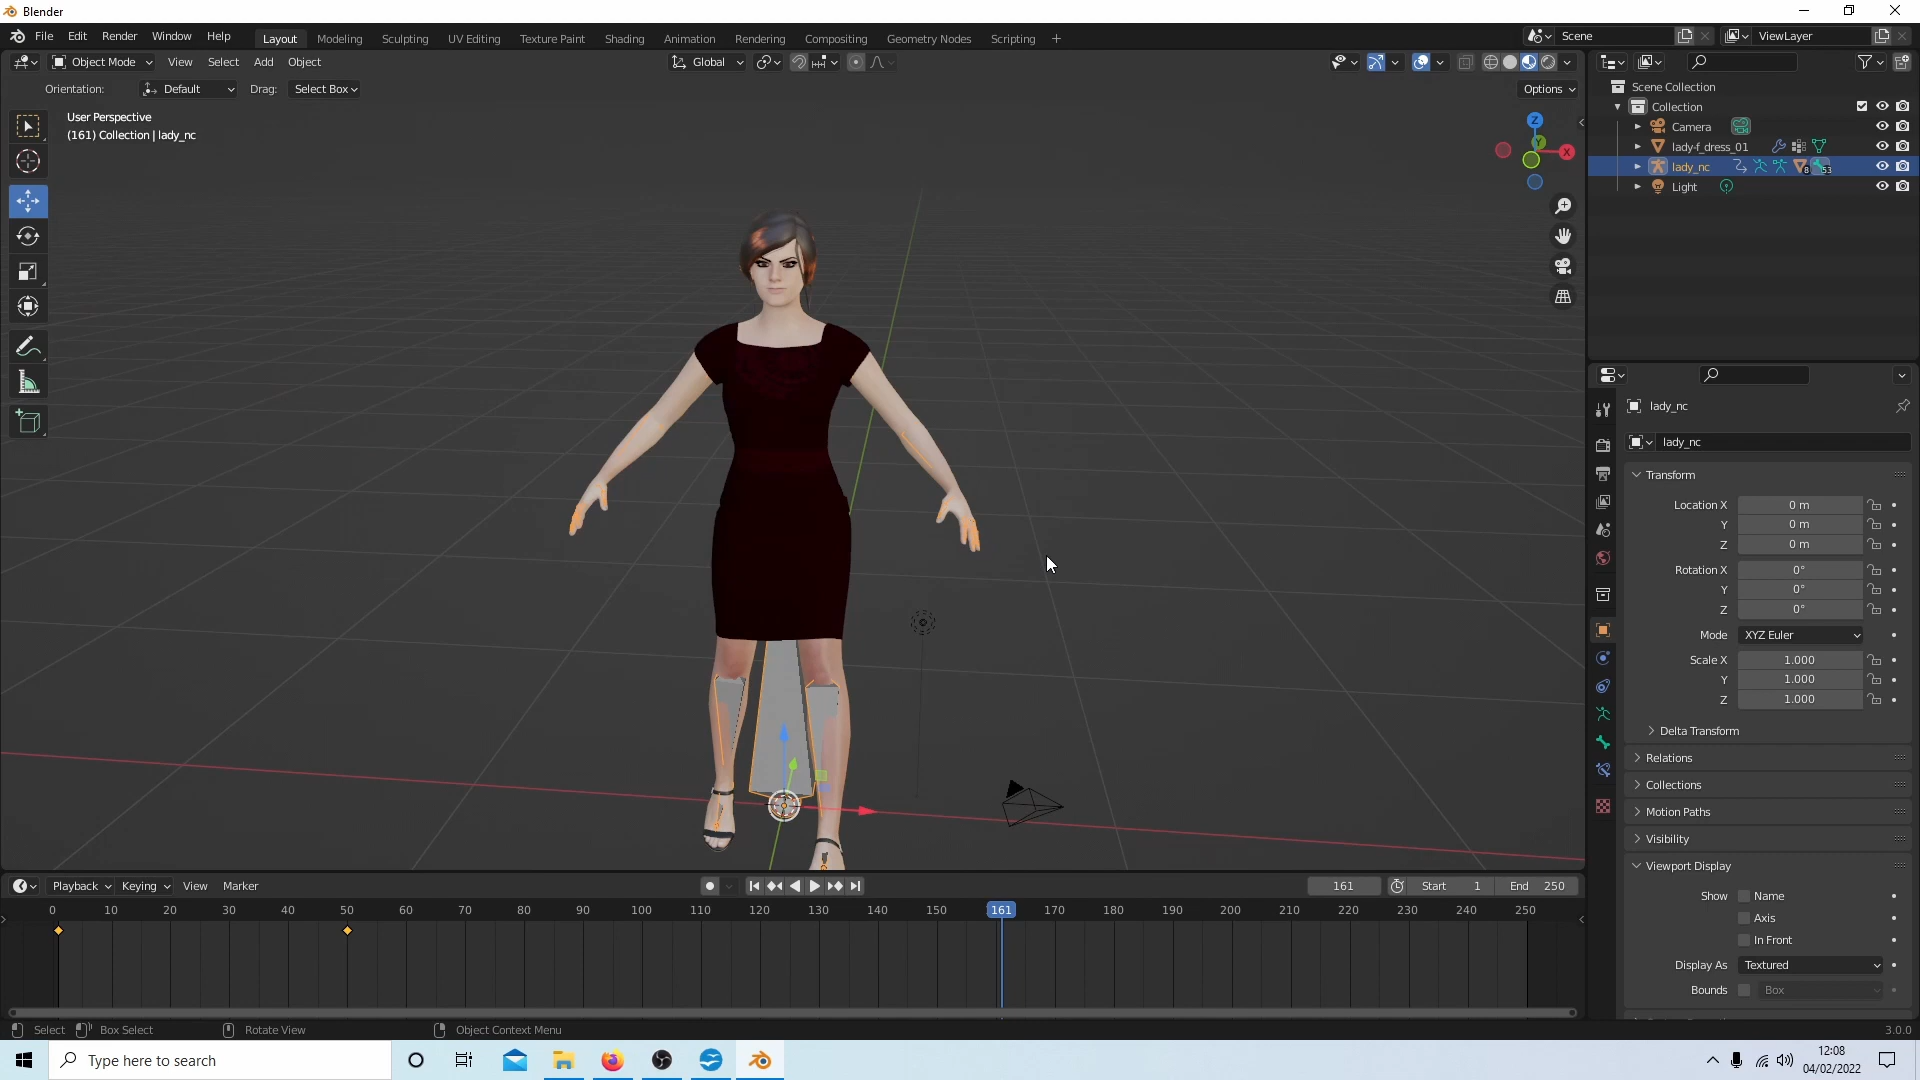 Blender
File Edit Render Window Help
Layout Modeling Sculpting UV Editing Texture Paint Shading Animation Rendering Compositing Geometry Nodes Scripting +
Scene
ViewLayer
Object Mode View Select Add Object
Global
Orientation: Default Drag: Select Box
Options
User Perspective
(161) Collection | lady_nc
Z
Y
X
Scene Collection
Collection
Camera
lady-f_dress_01
lady_nc
8
53
Light
lady_nc
lady_nc
Transform
Location X 0 m
Y 0 m
Z 0 m
Rotation X 0°
Y 0°
Z 0°
Mode XYZ Euler
Scale X 1.000
Y 1.000
Z 1.000
Delta Transform
Relations
Collections
Motion Paths
Visibility
Viewport Display
Show Name
Axis
In Front
Display As Textured
Bounds Box
Playback Keying View Marker
161
Start 1 End 250
0 10 20 30 40 50 60 70 80 90 100 110 120 130 140 150 161 170 180 190 200 210 220 230 240 250
Select Box Select Rotate View Object Context Menu
3.0.0
Type here to search
12:08
04/02/2022